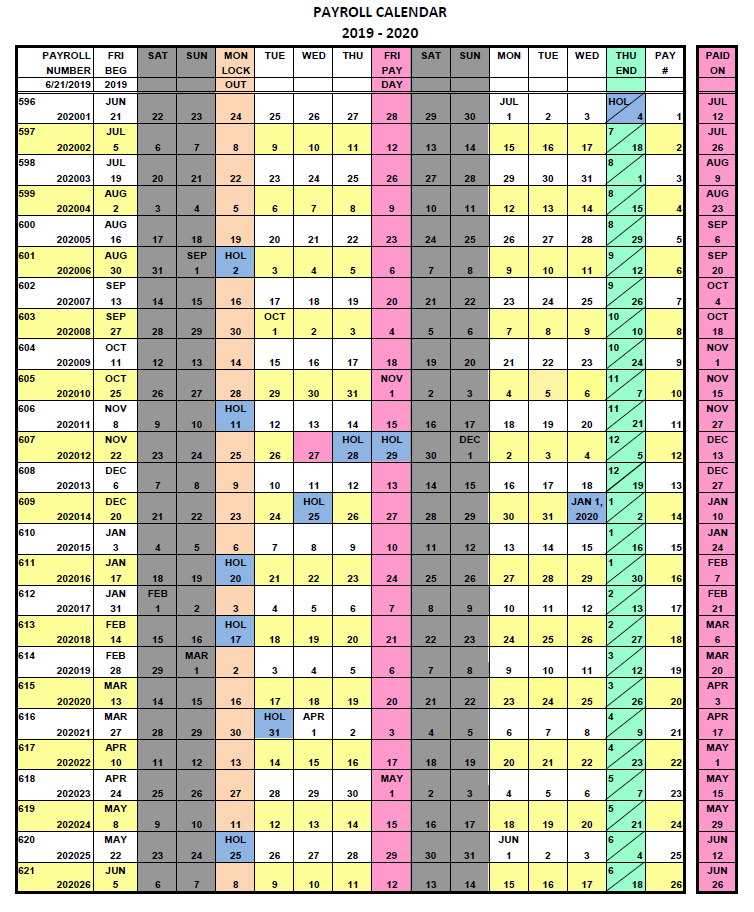 PAYROLL CALENDAR
2019 - 2020
PAYROLL FRI SAT SUN MON TUE WED THU FRI SAT SUN MON TUE WED THU PAY PAID
NUMBER BEG LOCK PAY END # ON
6/21/2019 2019 OUT DAY
596 JUN JUL HOL JUL
202001 21 22 23 24 25 26 27 28 29 30 1 2 3 4 1 12
597 JUL 7 JUL
202002 5 6 7 8 9 10 11 12 13 14 15 16 17 18 2 26
598 JUL 8 AUG
202003 19 20 21 22 23 24 25 26 27 28 29 30 31 1 3 9
599 AUG 8 AUG
202004 2 3 4 5 6 7 8 9 10 11 12 13 14 15 4 23
600 AUG 8 SEP
202005 16 17 18 19 20 21 22 23 24 25 26 27 28 29 5 6
601 AUG SEP HOL 9 SEP
202006 30 31 1 2 3 4 5 6 7 8 9 10 11 12 6 20
602 SEP 9 OCT
202007 13 14 15 16 17 18 19 20 21 22 23 24 25 26 7 4
603 SEP OCT 10 OCT
202008 27 28 29 30 1 2 3 4 5 6 7 8 9 10 8 18
604 OCT 10 NOV
202009 11 12 13 14 15 16 17 18 19 20 21 22 23 24 9 1
605 OCT NOV 11 NOV
202010 25 26 27 28 29 30 31 1 2 3 4 5 6 7 10 15
606 NOV HOL 11 NOV
202011 8 9 10 11 12 13 14 15 16 17 18 19 20 21 11 27
607 NOV HOL HOL DEC 12 DEC
202012 22 23 24 25 26 27 28 29 30 1 2 3 4 5 12 13
608 DEC 12 DEC
202013 6 7 8 9 10 11 12 13 14 15 16 17 18 19 13 27
609 DEC HOL JAN 1, 1 JAN
202014 20 21 22 23 24 25 26 27 28 29 30 31 2020 2 14 10
610 JAN 1 JAN
202015 3 4 5 6 7 8 9 10 11 12 13 14 15 16 15 24
611 JAN HOL 1 FEB
202016 17 18 19 20 21 22 23 24 25 26 27 28 29 30 16 7
612 JAN FEB 2 FEB
202017 31 1 2 3 4 5 6 7 8 9 10 11 12 13 17 21
613 FEB HOL 2 MAR
202018 14 15 16 17 18 19 20 21 22 23 24 25 26 27 18 6
614 FEB MAR 3 MAR
202019 28 29 1 2 3 4 5 6 7 8 9 10 11 12 19 20
615 MAR 3 APR
202020 13 14 15 16 17 18 19 20 21 22 23 24 25 26 20 3
616 MAR HOL APR 4 APR
202021 27 28 29 30 31 1 2 3 4 5 6 7 8 9 21 17
617 APR 4 MAY
202022 10 11 12 13 14 15 16 17 18 19 20 21 22 23 22 1
618 APR MAY 5 MAY
202023 24 25 26 27 28 29 30 1 2 3 4 5 6 7 23 15
619 MAY 5 MAY
202024 8 9 10 11 12 13 14 15 16 17 18 19 20 21 24 29
620 MAY HOL JUN 6 JUN
202025 22 23 24 25 26 27 28 29 30 31 1 2 3 4 25 12
621 JUN 6 JUN
202026 5 6 7 8 9 10 11 12 13 14 15 16 17 18 26 26